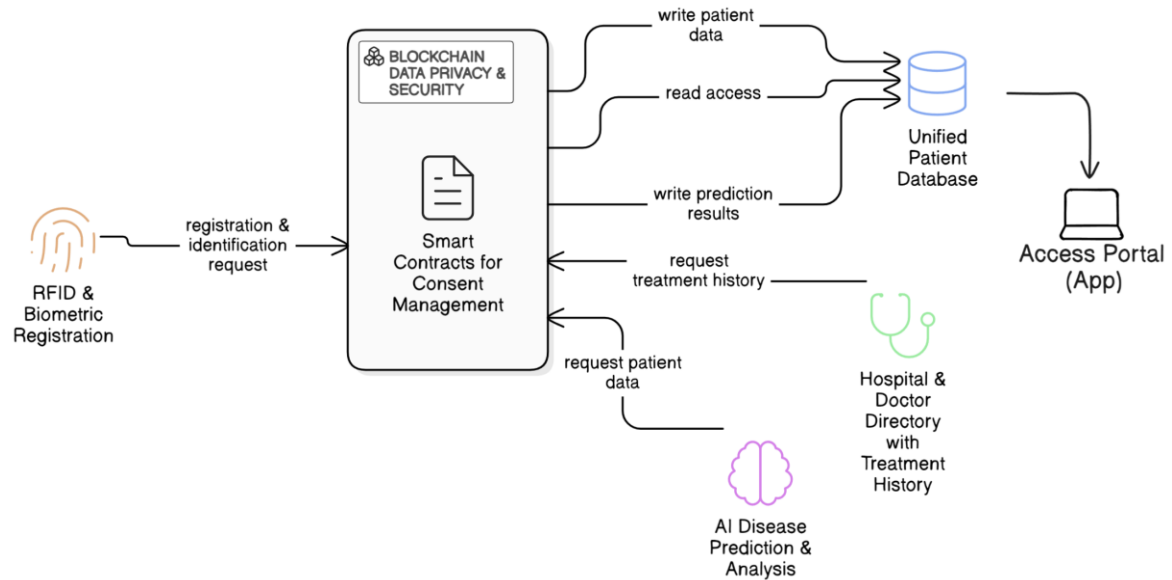 write patient
data
BLOCKCHAIN
DATA PRIVACY &
SECURITY
read access
Unified
Patient
Database
write prediction
results
registration &
identification
request
Smart
Contracts for
Consent
Management
request
treatment history
Access Portal
(App)
RFID &
Biometric
Registration
request patient
data
Hospital &
Doctor
Directory
with
Treatment
History
AI Disease
Prediction &
Analysis